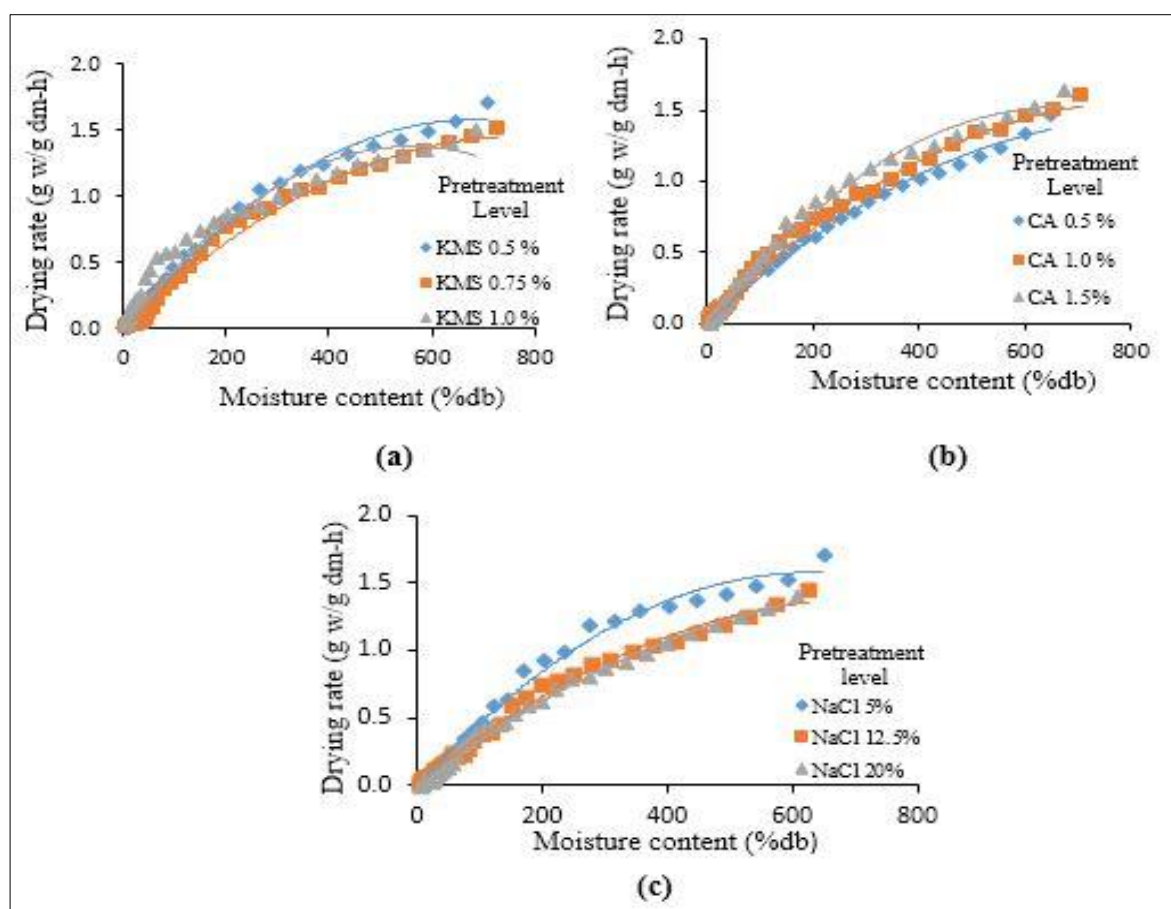 2.0
1.5
1.0
0.5
0.0
Drying rate (g w/g dm-h)
0
200
400
600
800
Moisture content (%db)
Pretreatment
Level
KMS 0.5 %
KMS 0.75 %
KMS 1.0 %
(a)
2.0
1.5
1.0
0.5
0.0
Drying rate (g w/g dm-h)
0
200
400
600
800
Moisture content (%db)
Pretreatment
Level
CA 0.5 %
CA 1.0 %
CA 1.5%
(b)
2.0
1.5
1.0
0.5
0.0
Drying rate (g w/g dm-h)
0
200
400
600
800
Moisture content (%db)
Pretreatment
level
NaCl 5%
NaCl 12.5%
NaCl 20%
(c)